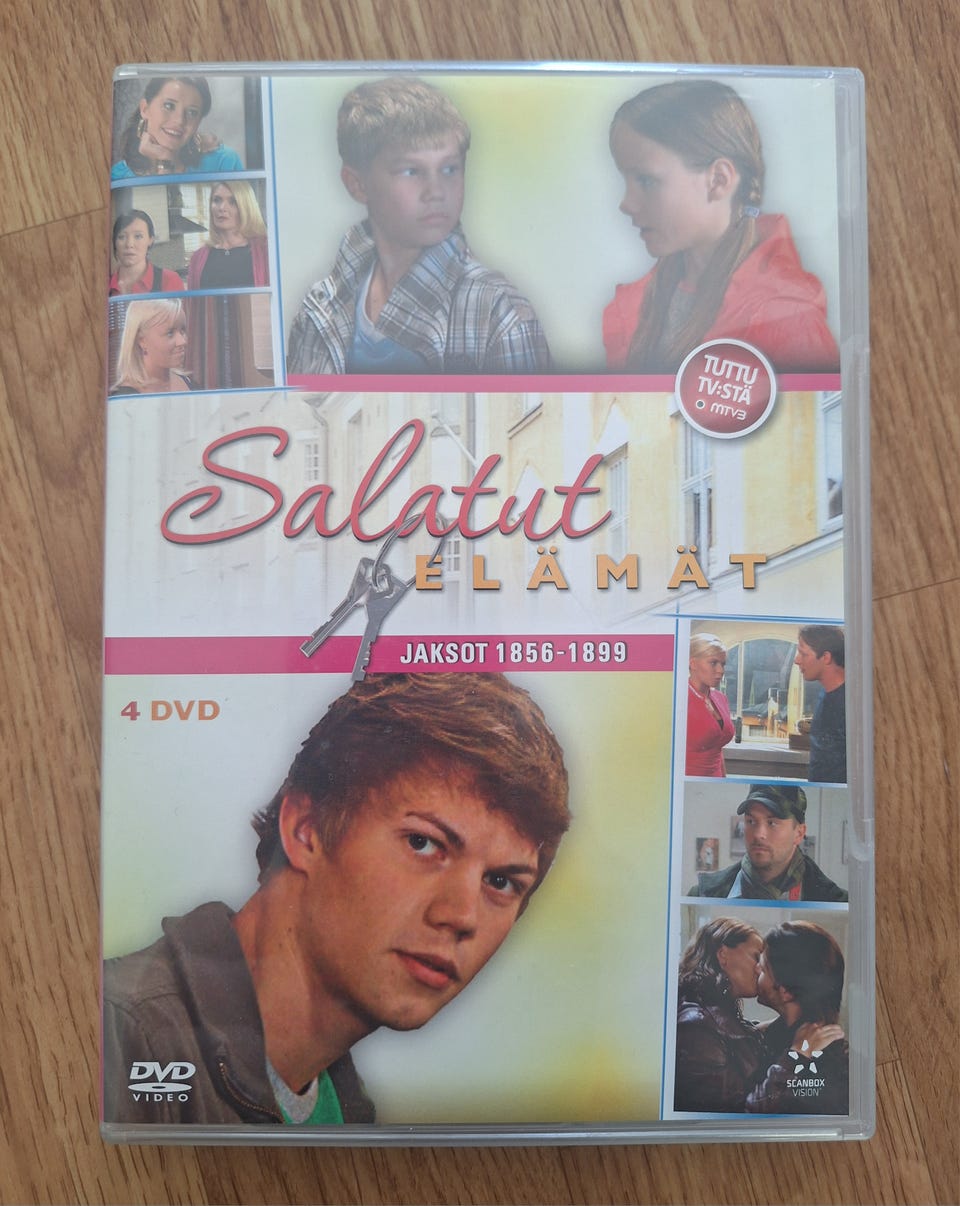 TUTTU
TV:STÄ
MTV3
Salatut
ELÄMÄT
JAKSOT 1856-1899
4 DVD
DVD
VIDEO
SCANBOX
VISION